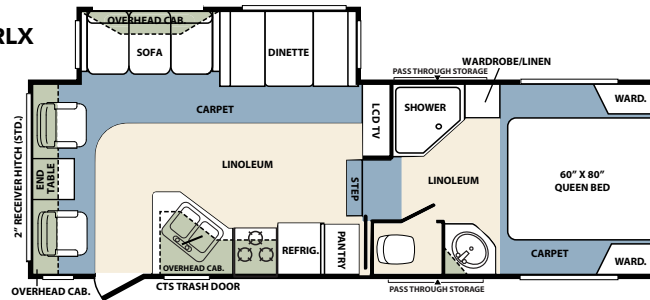 RLX
OVERHEAD CAB.
SOFA
DINETTE
WARDROBE/LINEN
PASS THROUGH STORAGE
SHOWER
WARD.
CARPET
LCD TV
2" RECEIVER HITCH (STD.)
END
TABLE
LINOLEUM
STEP
LINOLEUM
60" X 80"
QUEEN BED
REFRIG.
PANTRY
CARPET
WARD.
OVERHEAD CAB.
OVERHEAD CAB.
CTS TRASH DOOR
PASS THROUGH STORAGE